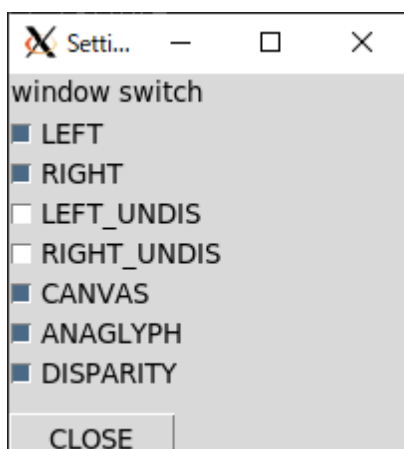 Setti...
window switch
LEFT
RIGHT
LEFT_UNDIS
RIGHT_UNDIS
CANVAS
ANAGLYPH
DISPARITY
CLOSE